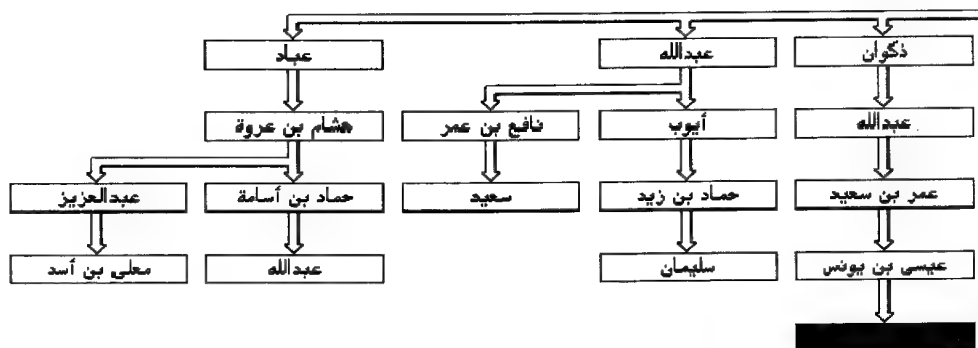 ذكوان
عبدالله
عباد
عبدالله
أيوب
نافع بن عمر
هشام بن عروة
عمر بن سعيد
حماد بن زيد
سعيد
حماد بن أسامة
عبدالعزيز
عيسى بن يونس
سليمان
عبدالله
معلى بن أسد